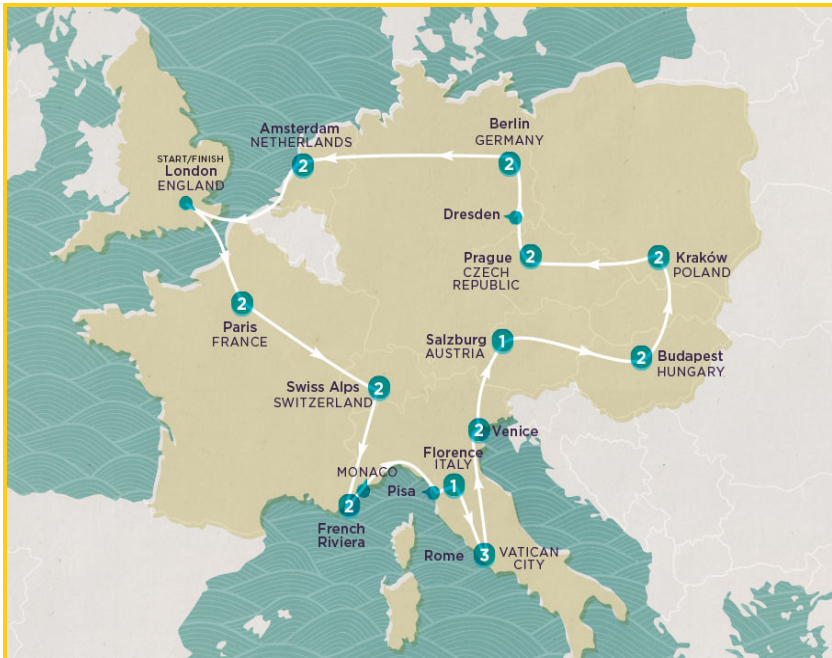 START/FINISH
London
ENGLAND
Amsterdam
NETHERLANDS
2
Berlin
GERMANY
2
Dresden
Prague
CZECH
REPUBLIC
2
2
Kraków
POLAND
2
Paris
FRANCE
Salzburg
AUSTRIA
1
2
Budapest
HUNGARY
Swiss Alps
SWITZERLAND
2
2
Venice
Florence
ITALY
1
MONACO
Pisa
2
French
Riviera
Rome
3
VATICAN
CITY